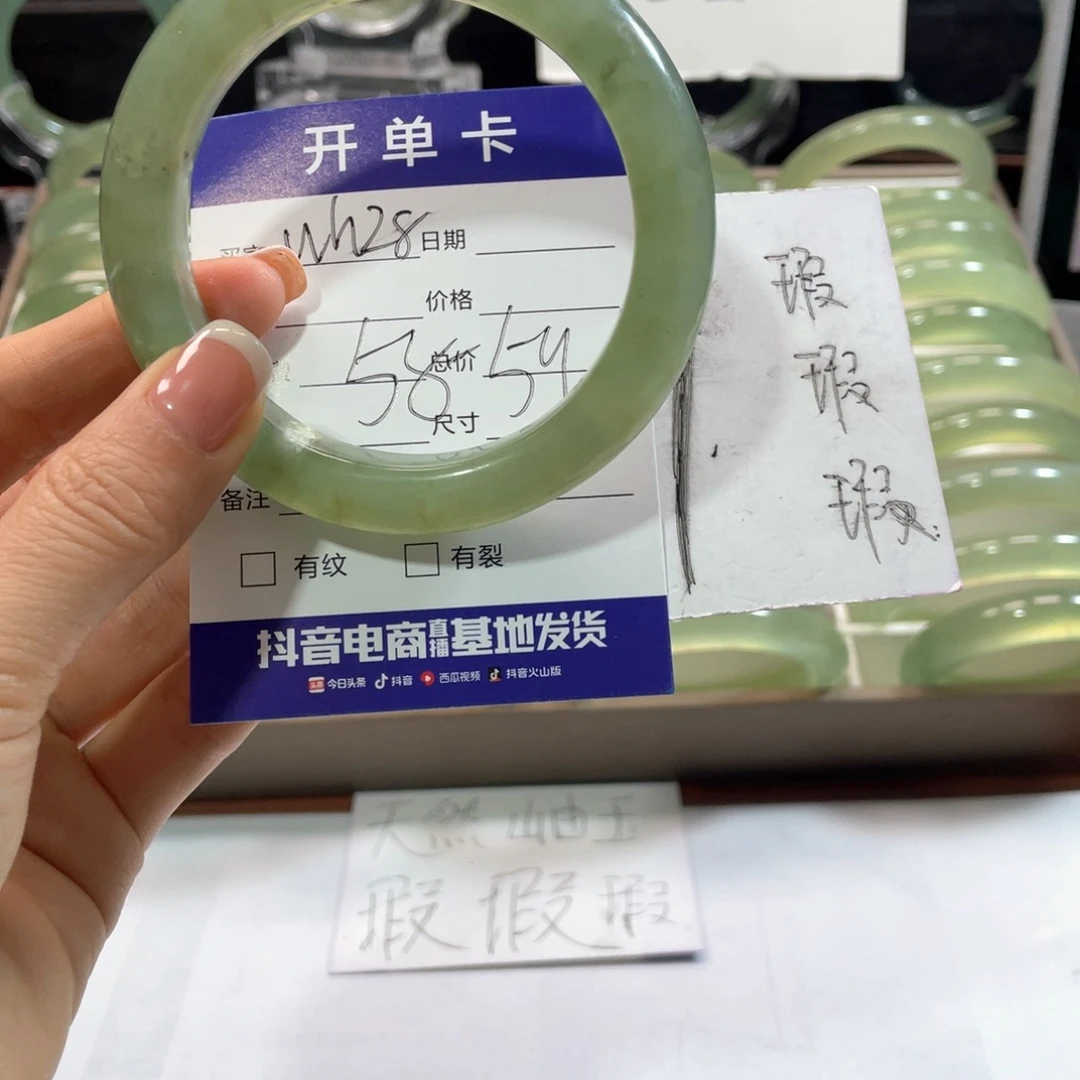 开单卡
Wh28 日期
价格
58 总价 54
尺寸
备注
有纹 有裂
抖音电商直播基地发货
今日头条 抖音 西瓜视频 抖音火山版
瑕
瑕
瑕
天然岫玉
瑕瑕瑕